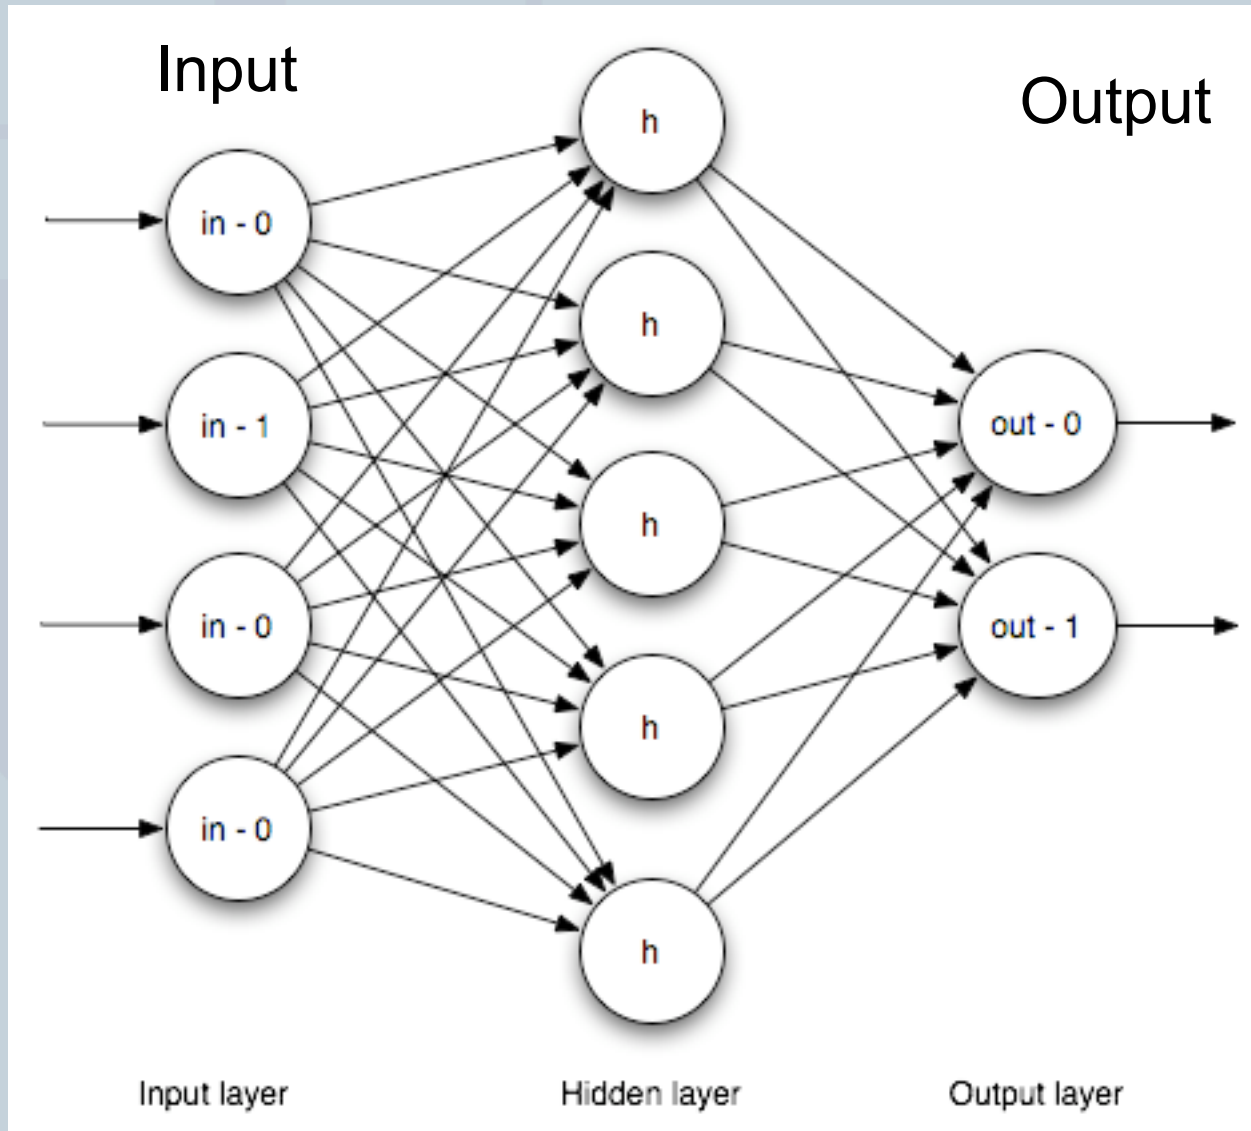 Input
Output
in - 0
in - 1
in - 0
in - 0
h
h
h
h
h
out - 0
out - 1
Input layer
Hidden layer
Output layer